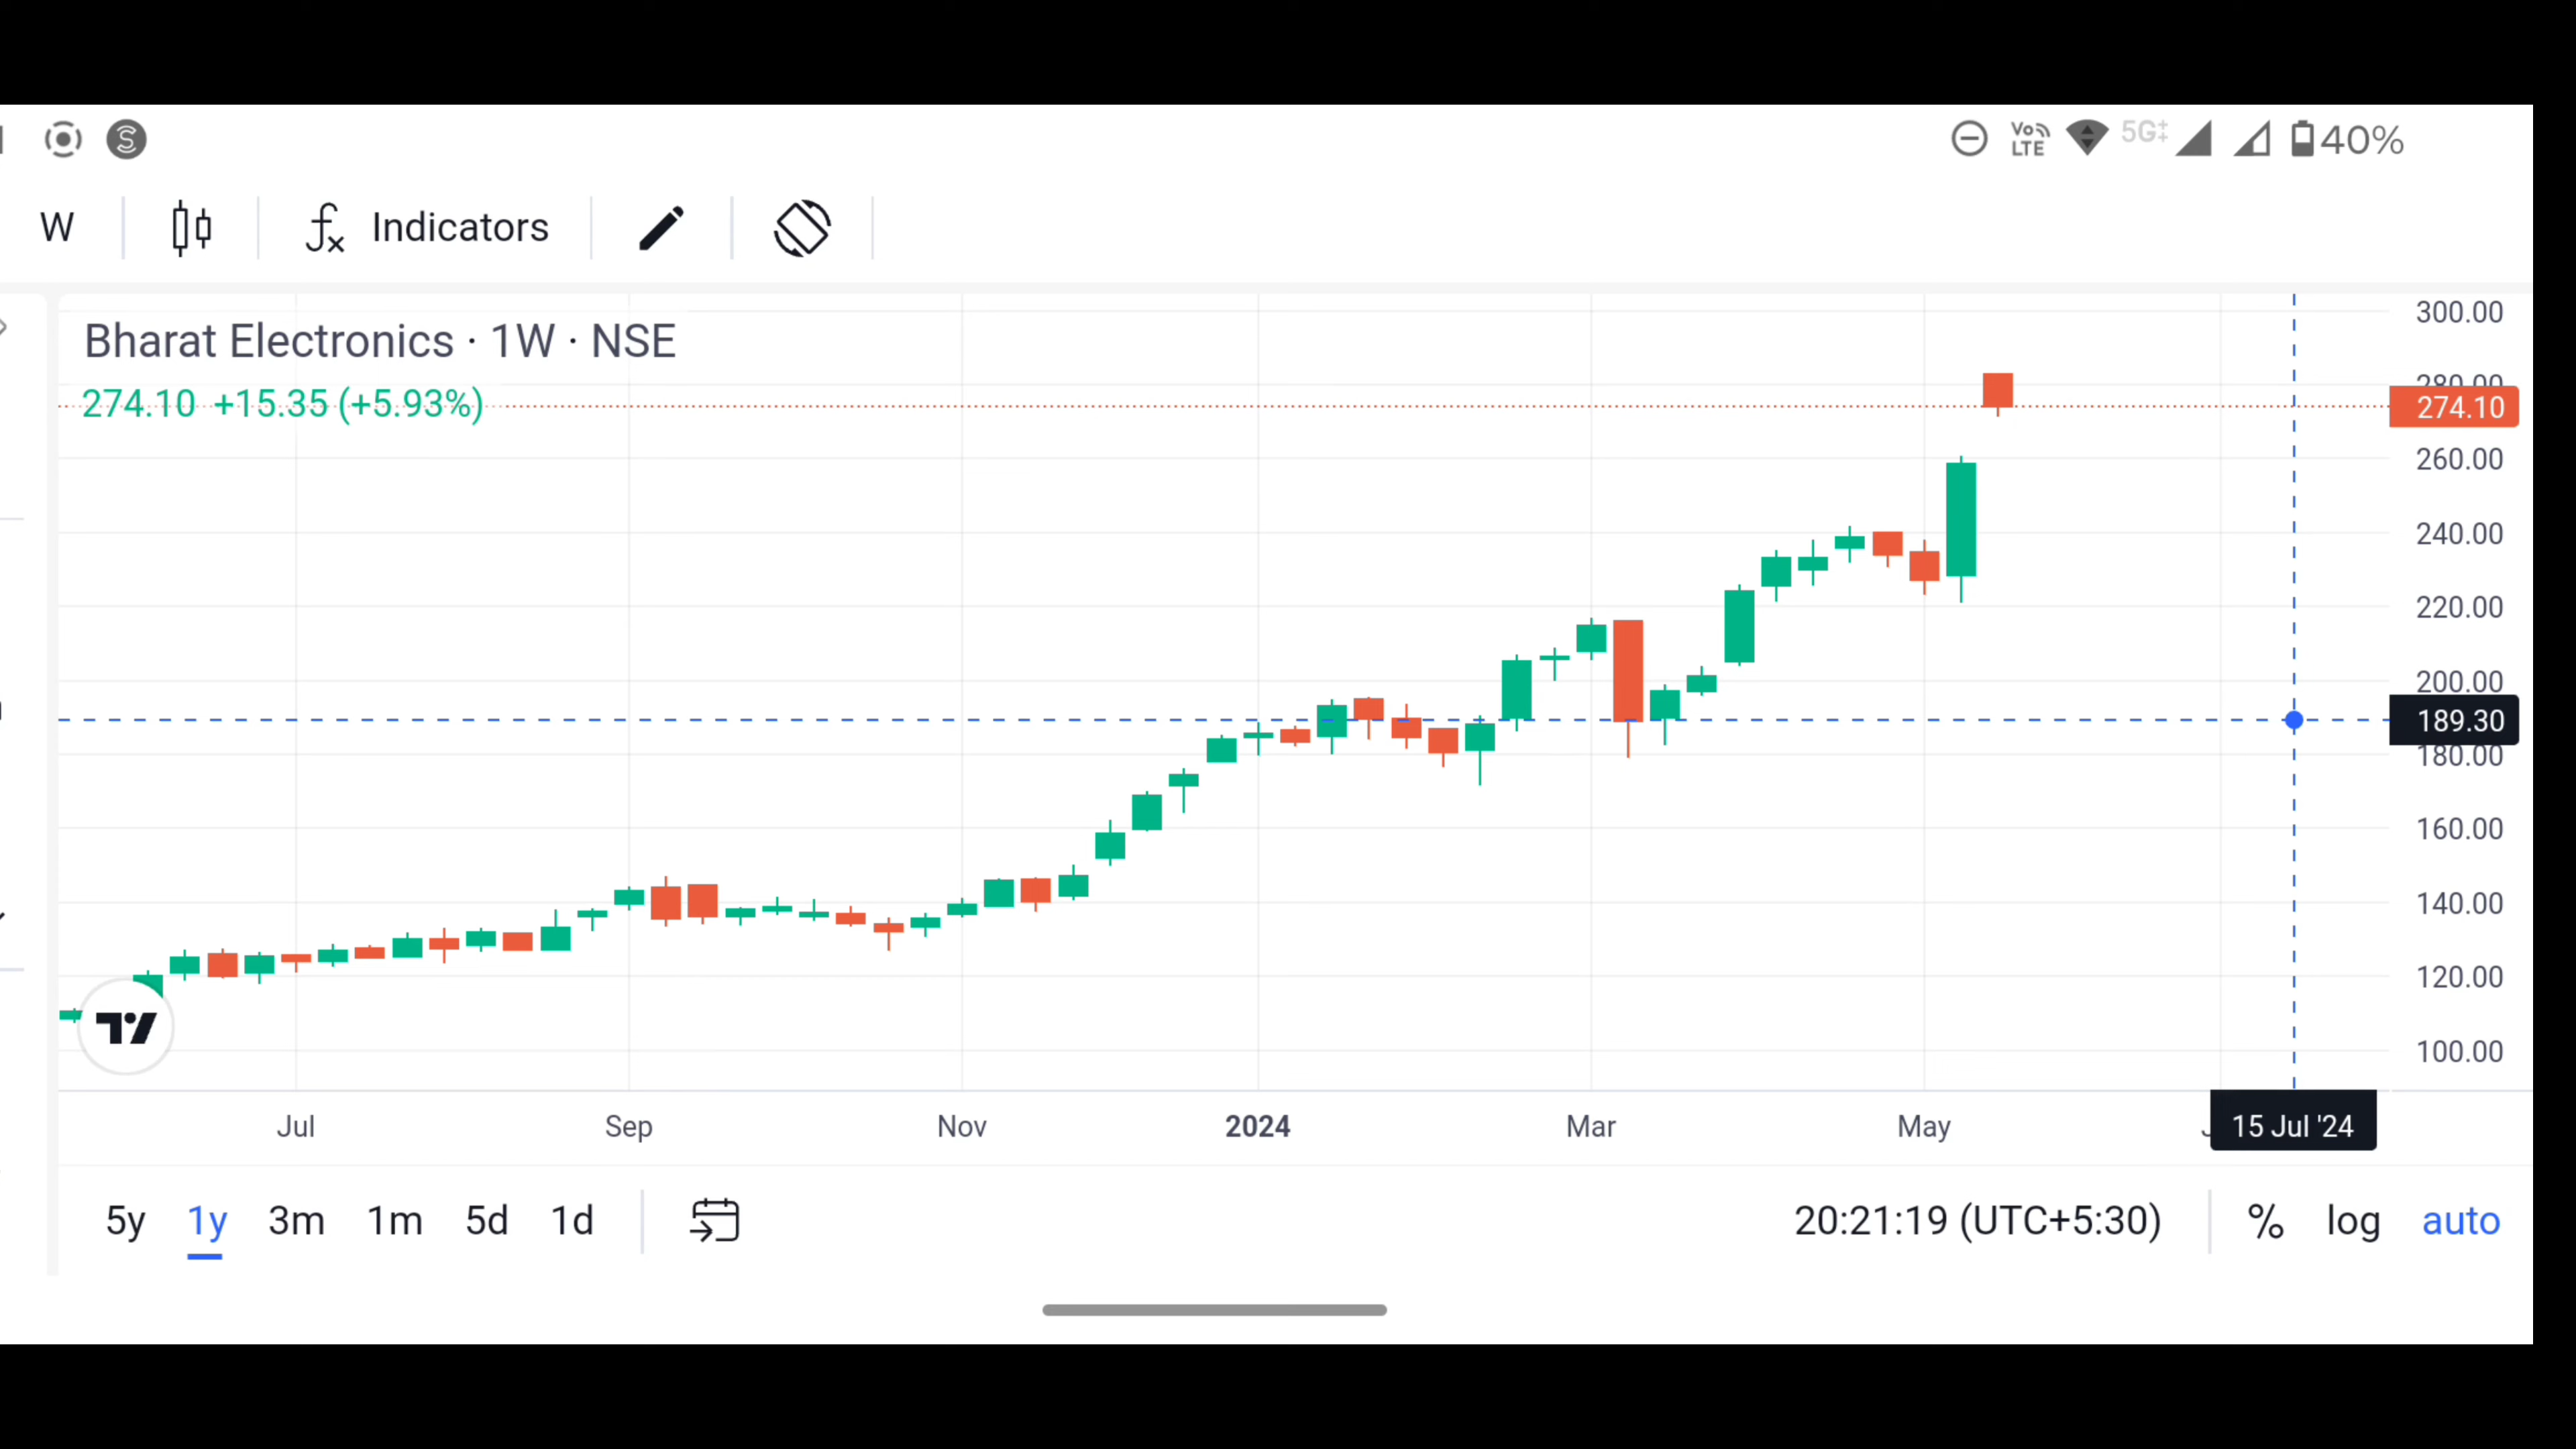 Vo LTE 5G 40%
W Indicators
Bharat Electronics · 1W · NSE
274.10 +15.35 (+5.93%)
300.00
280.00
274.10
260.00
240.00
220.00
200.00
189.30
180.00
160.00
140.00
120.00
100.00
Jul Sep Nov 2024 Mar May 15 Jul '24
5y 1y 3m 1m 5d 1d 20:21:19 (UTC+5:30) % log auto